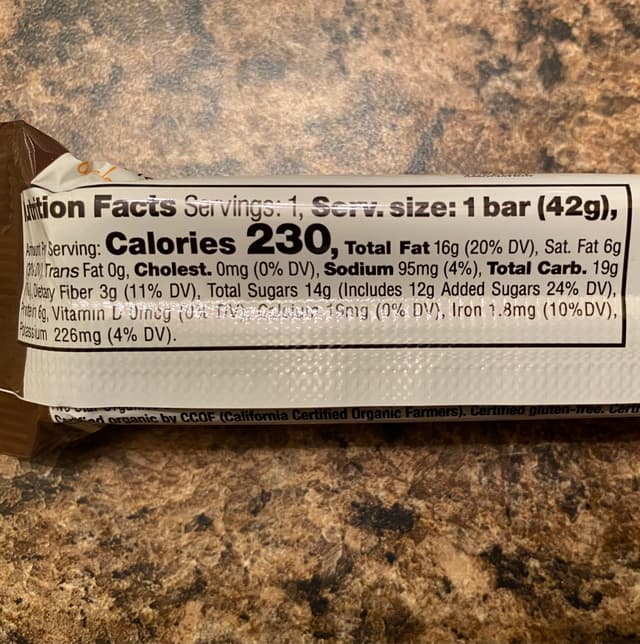 Nutrition Facts Servings: 1, Serv. size: 1 bar (42g),
Amount Per Serving: Calories 230, Total Fat 16g (20% DV), Sat. Fat 6g
Trans Fat 0g, Cholest. 0mg (0% DV), Sodium 95mg (4%), Total Carb. 19g
Dietary Fiber 3g (11% DV), Total Sugars 14g (Includes 12g Added Sugars 24% DV),
Protein 6g, Vitamin D 0mcg (0% DV), Calcium (0% DV), Iron 1.8mg (10%DV),
Potassium 226mg (4% DV).
organic by CCOF (California Certified Organic Farmers). Certified gluten-free. Certi